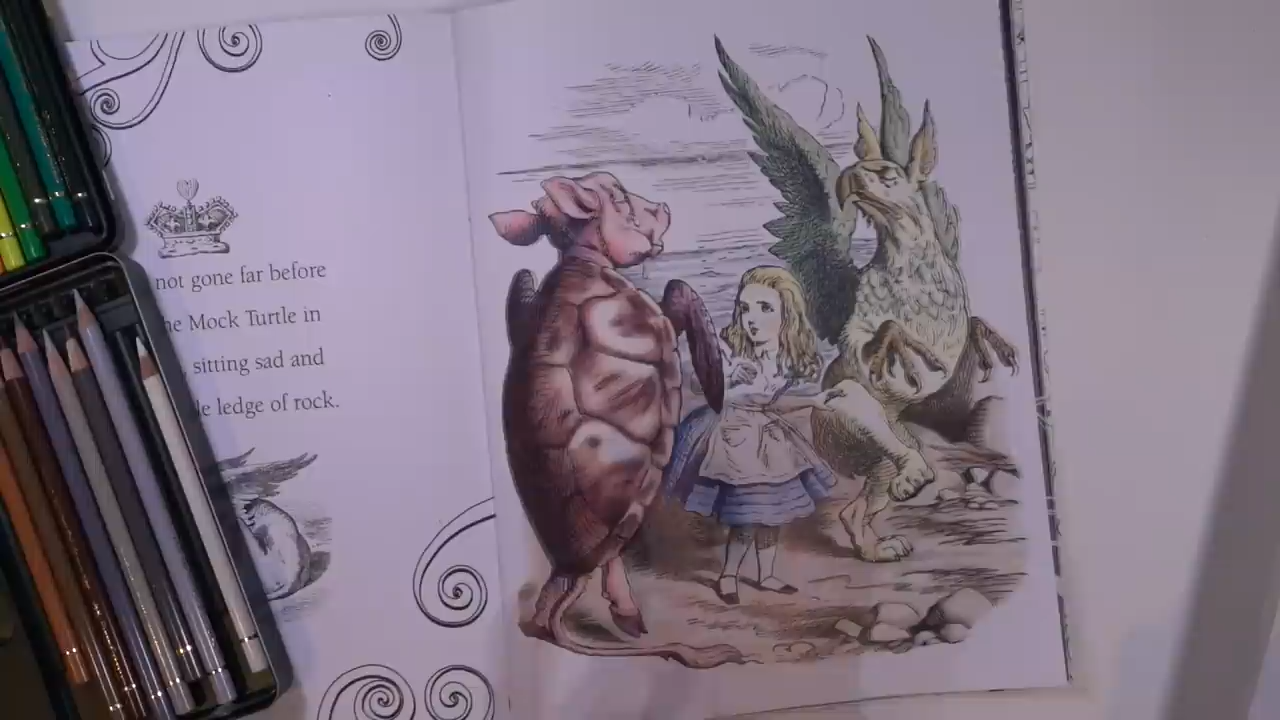 not gone far before
he Mock Turtle in
, sitting sad and
le ledge of rock.